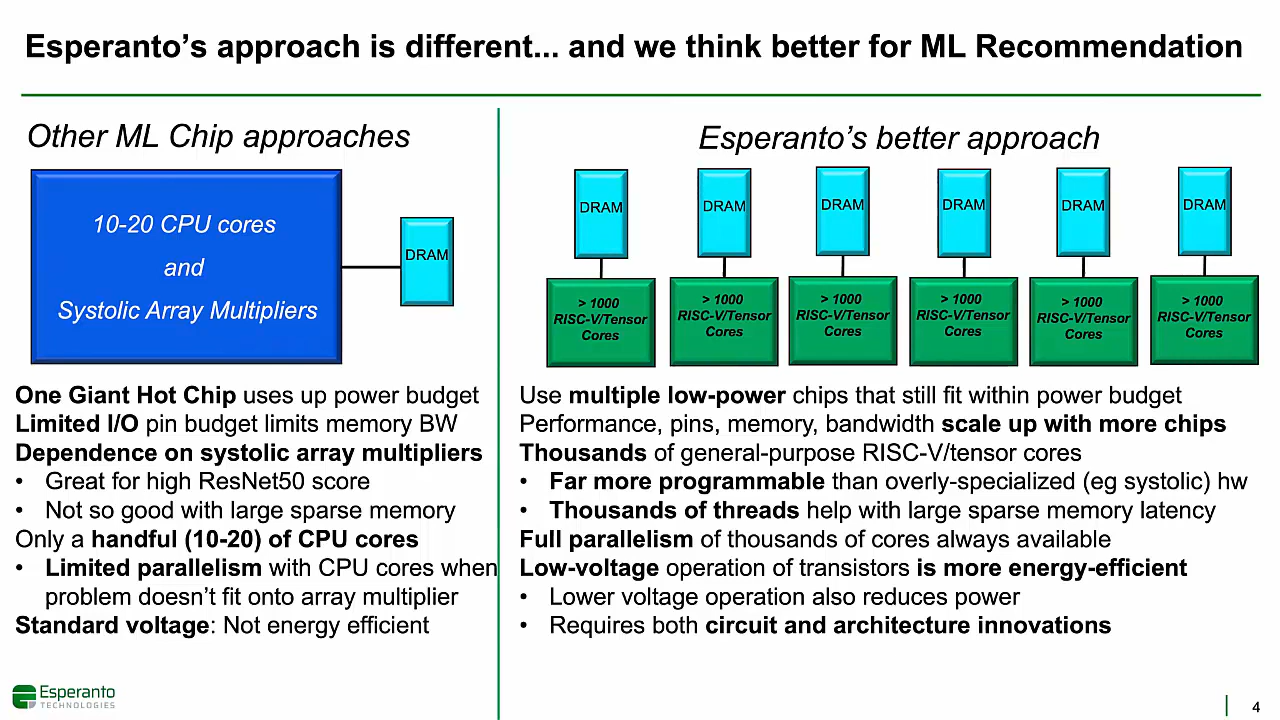 Esperanto’s approach is different... and we think better for ML Recommendation
Other ML Chip approaches
10-20 CPU cores
and
Systolic Array Multipliers
DRAM
One Giant Hot Chip uses up power budget
Limited I/O pin budget limits memory BW
Dependence on systolic array multipliers
• Great for high ResNet50 score
• Not so good with large sparse memory
Only a handful (10-20) of CPU cores
• Limited parallelism with CPU cores when
problem doesn’t fit onto array multiplier
Standard voltage: Not energy efficient
Esperanto’s better approach
DRAM
DRAM
DRAM
DRAM
DRAM
DRAM
> 1000
RISC-V/Tensor
Cores
> 1000
RISC-V/Tensor
Cores
> 1000
RISC-V/Tensor
Cores
> 1000
RISC-V/Tensor
Cores
> 1000
RISC-V/Tensor
Cores
> 1000
RISC-V/Tensor
Cores
Use multiple low-power chips that still fit within power budget
Performance, pins, memory, bandwidth scale up with more chips
Thousands of general-purpose RISC-V/tensor cores
• Far more programmable than overly-specialized (eg systolic) hw
• Thousands of threads help with large sparse memory latency
Full parallelism of thousands of cores always available
Low-voltage operation of transistors is more energy-efficient
• Lower voltage operation also reduces power
• Requires both circuit and architecture innovations
Esperanto
TECHNOLOGIES
4